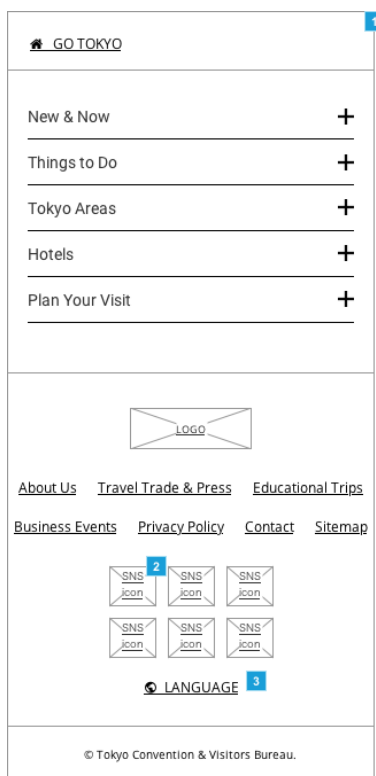 1
GO TOKYO
New & Now
Things to Do
Tokyo Areas
Hotels
Plan Your Visit
LOGO
About Us Travel Trade & Press Educational Trips
Business Events Privacy Policy Contact Sitemap
SNS icon 2 SNS icon SNS icon
SNS icon SNS icon SNS icon
LANGUAGE 3
© Tokyo Convention & Visitors Bureau.